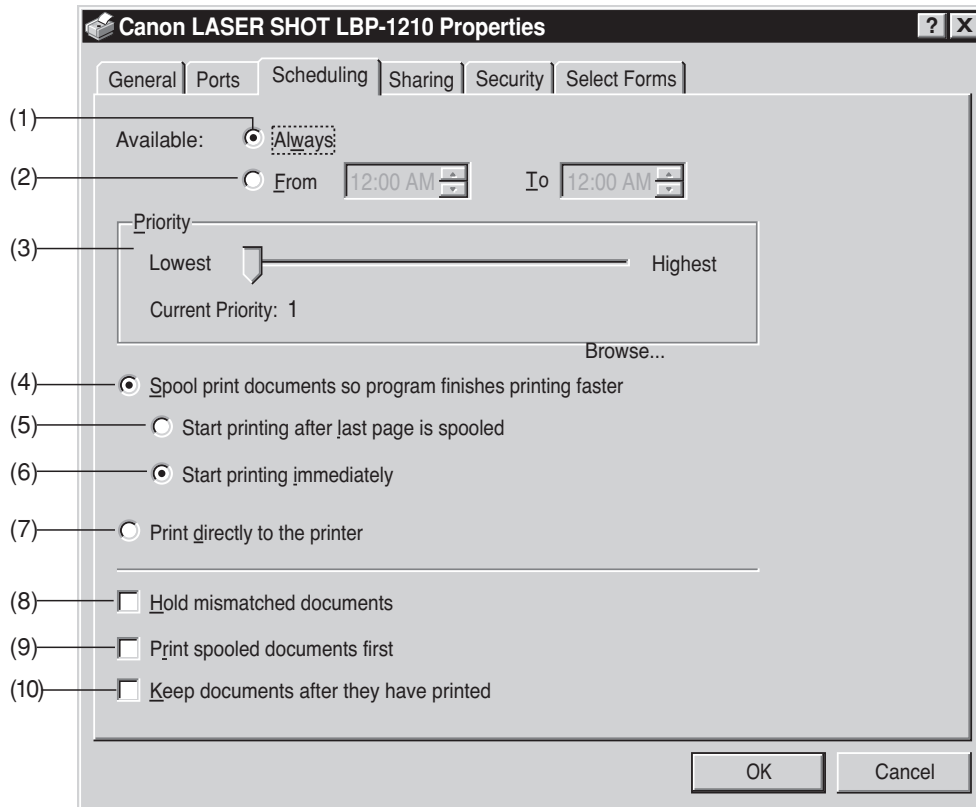 Canon LASER SHOT LBP-1210 Properties ? X
General Ports Scheduling Sharing Security Select Forms
(1) Available: Always
(2) From 12:00 AM To 12:00 AM
Priority
(3) Lowest Highest
Current Priority: 1
Browse...
(4) Spool print documents so program finishes printing faster
(5) Start printing after last page is spooled
(6) Start printing immediately
(7) Print directly to the printer
(8) Hold mismatched documents
(9) Print spooled documents first
(10) Keep documents after they have printed
OK Cancel